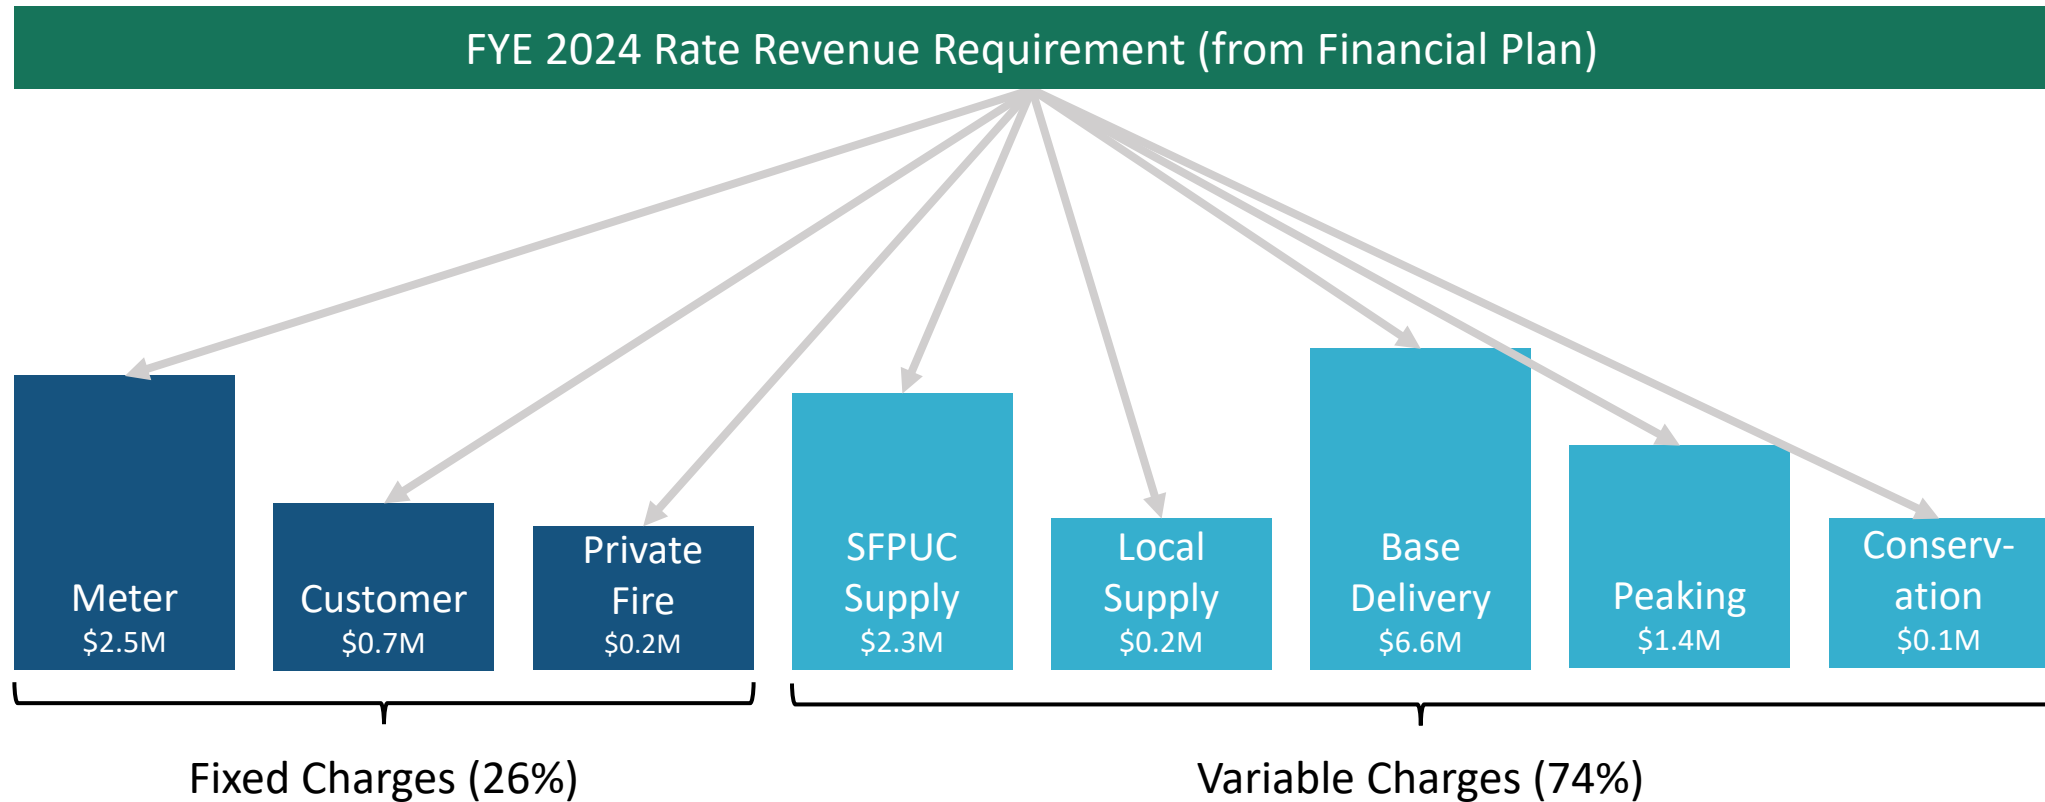 FYE 2024 Rate Revenue Requirement (from Financial Plan)
Meter
$2.5M
Customer
$0.7M
Private
Fire
$0.2M
SFPUC
Supply
$2.3M
Local
Supply
$0.2M
Base
Delivery
$6.6M
Peaking
$1.4M
Conserv-
ation
$0.1M
Fixed Charges (26%)
Variable Charges (74%)